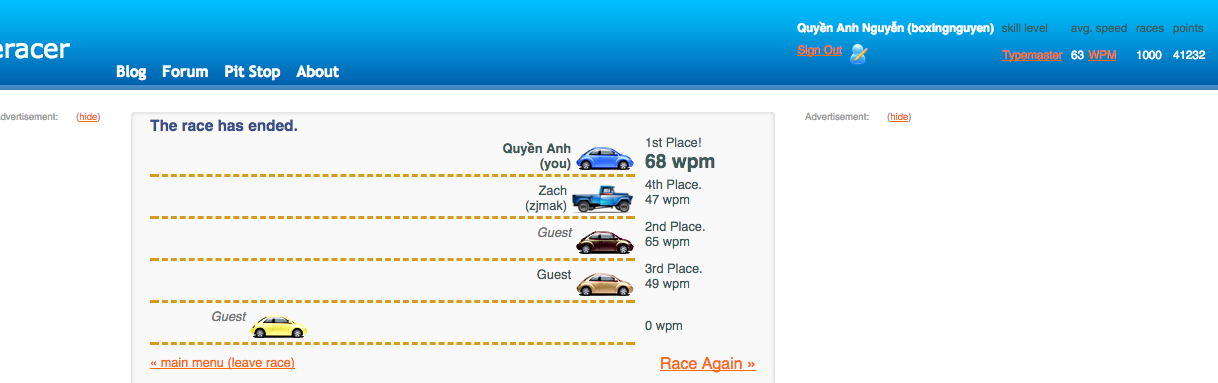 eracer
Blog Forum Pit Stop About
Quyền Anh Nguyễn (boxingnguyen) skill level avg. speed races points
Sign Out Typemaster 63 WPM 1000 41232
dvertisement: (hide)
Advertisement: (hide)
The race has ended.
Quyền Anh
(you)
1st Place!
68 wpm
Zach
(zjmak)
4th Place.
47 wpm
Guest
2nd Place.
65 wpm
Guest
3rd Place.
49 wpm
Guest
0 wpm
« main menu (leave race) Race Again »